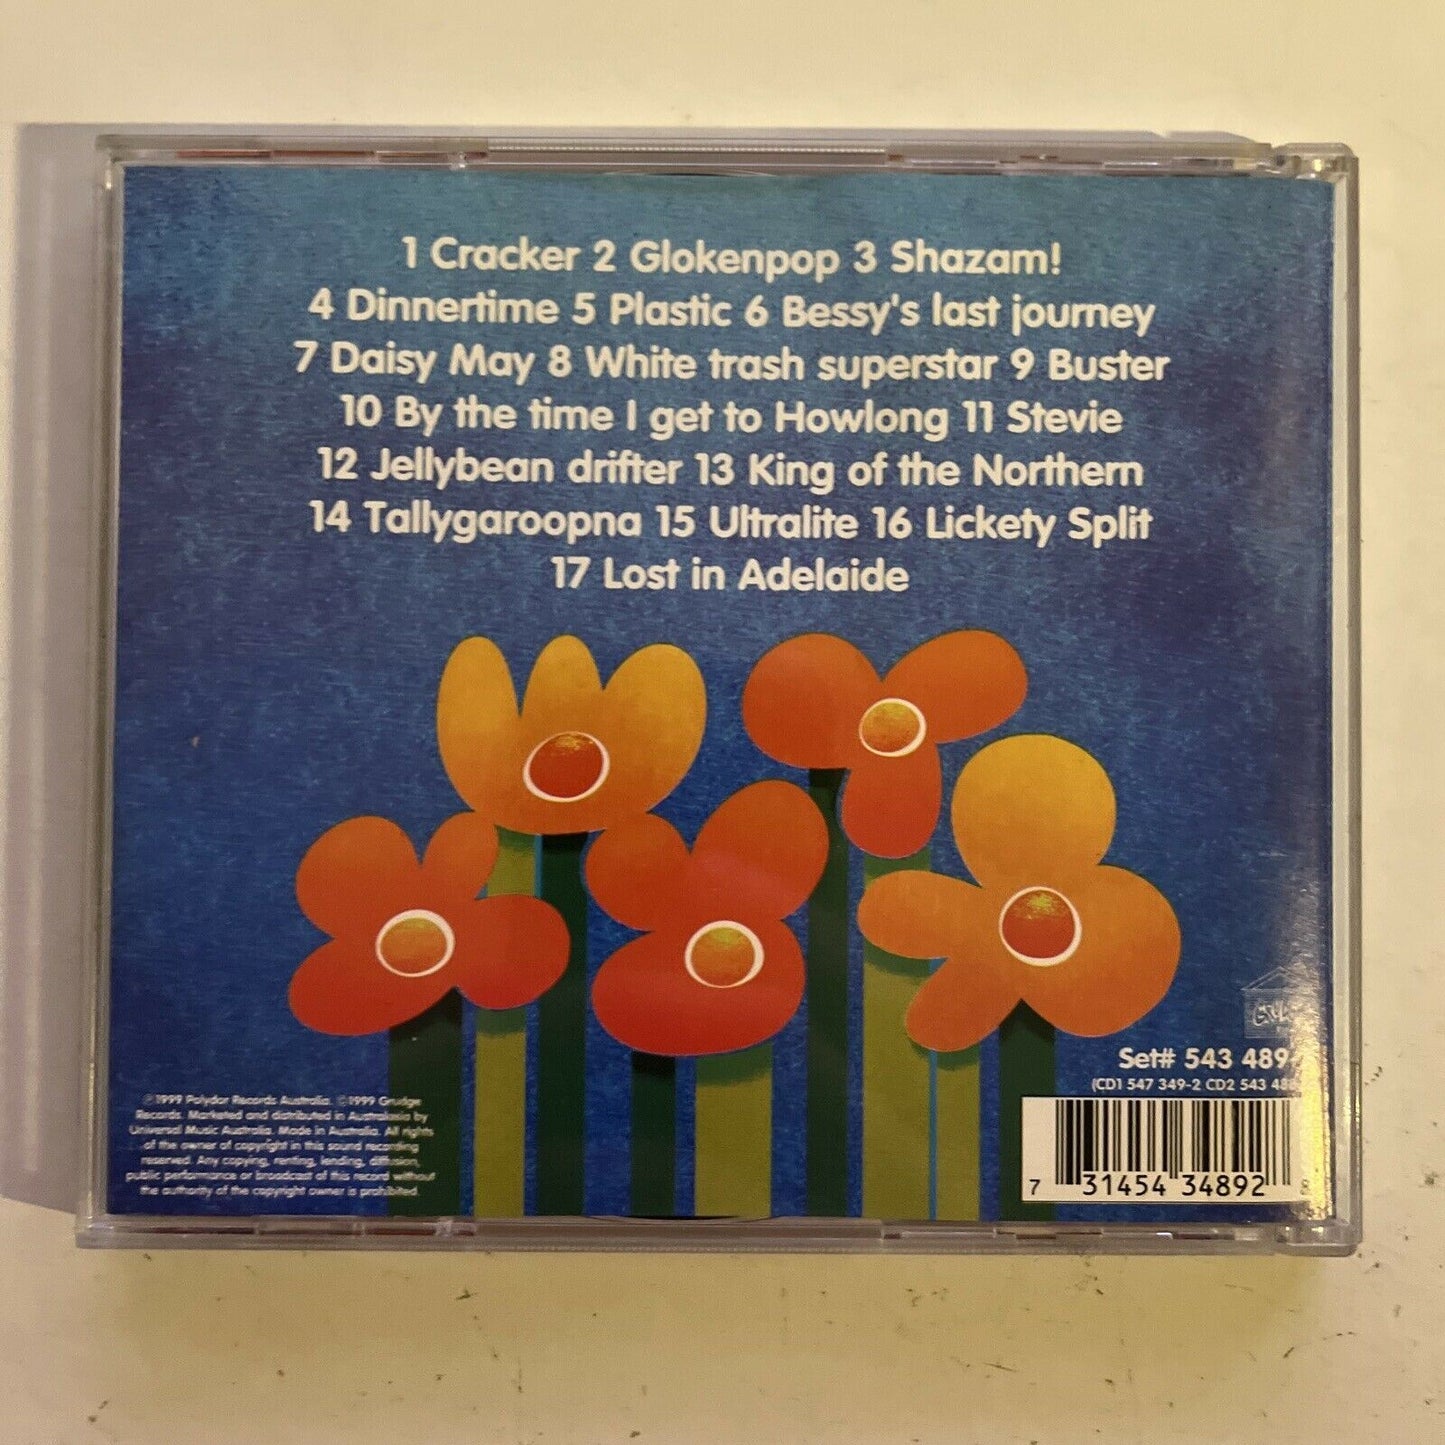 1 Cracker 2 Glokenpop 3 Shazam!
4 Dinnertime 5 Plastic 6 Bessy's last journey
7 Daisy May 8 White trash superstar 9 Buster
10 By the time I get to Howlong 11 Stevie
12 Jellybean drifter 13 King of the Northern
14 Tallygaroopna 15 Ultralite 16 Lickety Split
17 Lost in Adelaide
Set# 543 489-
(CD1 547 349-2 CD2 543 488
℗1999 Polydor Records Australia. ©1999 Grudge
Records. Marketed and distributed in Australasia by
Universal Music Australia. Made in Australia. All rights
of the owner of copyright in this sound recording
reserved. Any copying, renting, lending, diffusion,
public performance or broadcast of this record without
the authority of the copyright owner is prohibited.
7 31454 34892 8